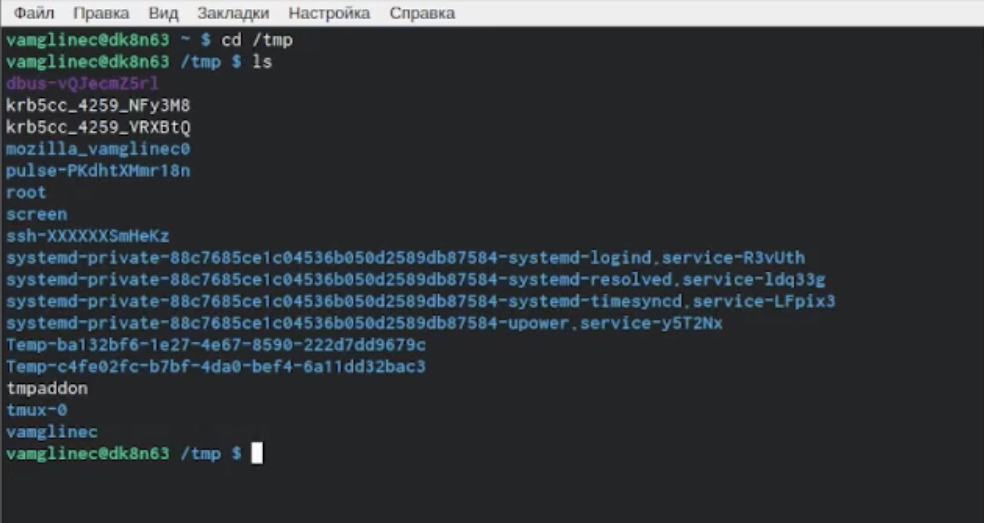 Файл Правка Вид Закладки Настройка Справка
vamglinec@dk8n63 ~ $ cd /tmp
vamglinec@dk8n63 /tmp $ ls
dbus-vQJecmZ5rl
krb5cc_4259_NFy3M8
krb5cc_4259_VRXBtQ
mozilla_vamglinec0
pulse-PKdhtXMmr18n
root
screen
ssh-XXXXXXSmHeKz
systemd-private-88c7685ce1c04536b050d2589db87584-systemd-logind.service-R3vUth
systemd-private-88c7685ce1c04536b050d2589db87584-systemd-resolved.service-ldq33g
systemd-private-88c7685ce1c04536b050d2589db87584-systemd-timesyncd.service-LFpix3
systemd-private-88c7685ce1c04536b050d2589db87584-upower.service-y5T2Nx
Temp-ba132bf6-1e27-4e67-8590-222d7dd9679c
Temp-c4fe02fc-b7bf-4da0-bef4-6a11dd32bac3
tmpaddon
tmux-0
vamglinec
vamglinec@dk8n63 /tmp $